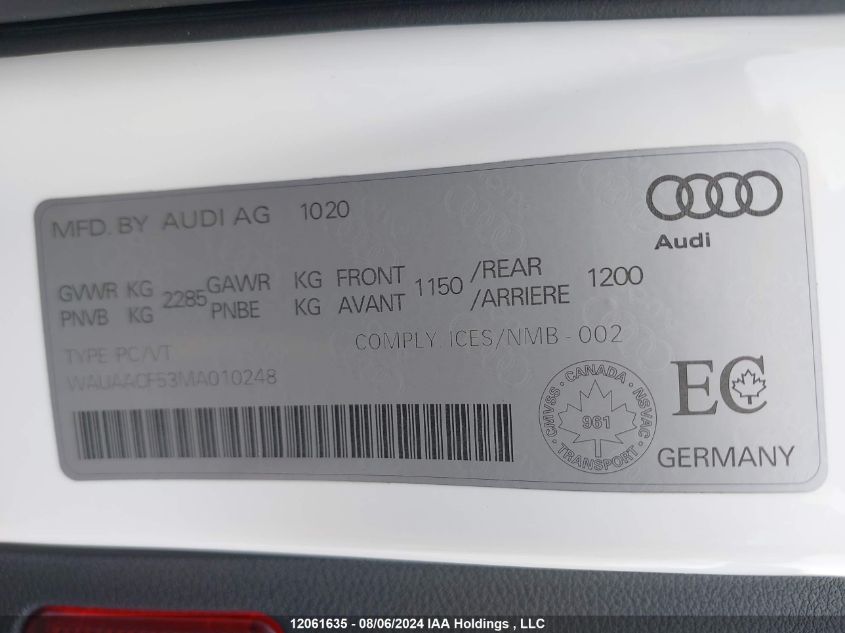 MFD. BY AUDI AG 1020
Audi
GVWR KG 2285 GAWR KG FRONT 1150 /REAR 1200
PNVB KG PNBE KG AVANT /ARRIERE
COMPLY. ICES/NMB - 002
TYPE PC/VT
WAUAACF53MA010248
CANADA
CMVSS NSVAC
961
TRANSPORT
EC
GERMANY
12061635 - 08/06/2024 IAA Holdings , LLC